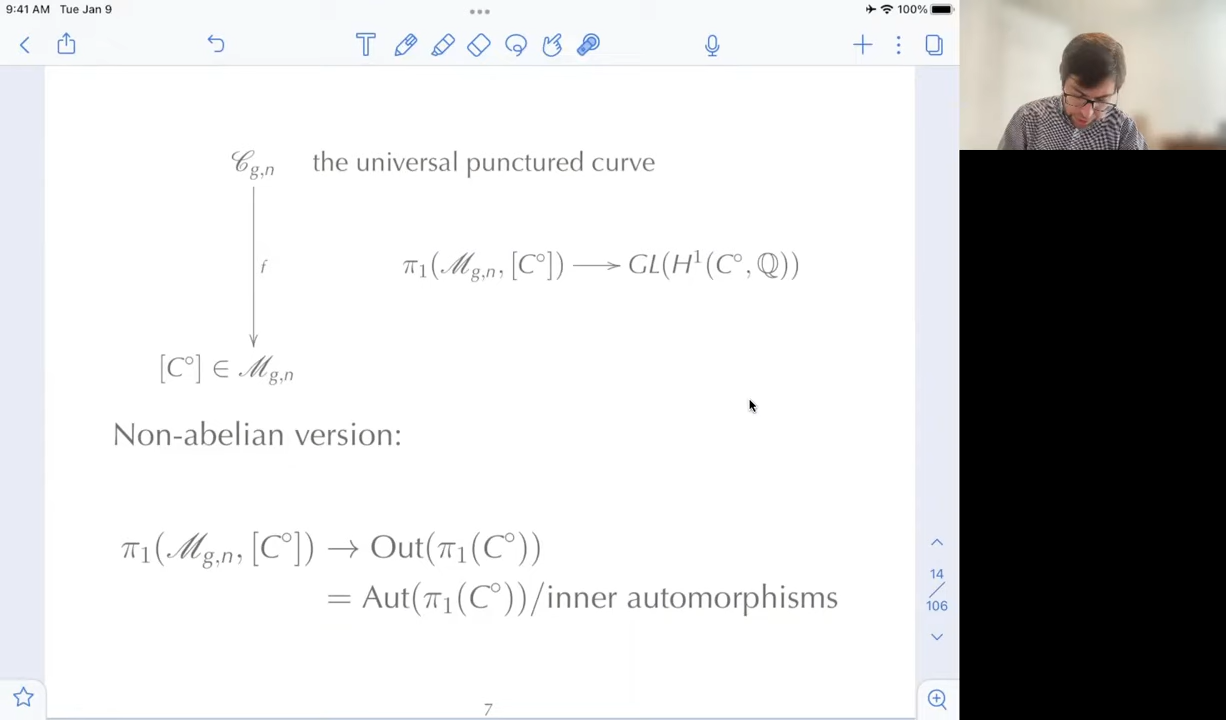 9:41 AM Tue Jan 9
100%
𝒞_{g,n} the universal punctured curve
f
π₁(ℳ_{g,n}, [C°]) ⟶ GL(H¹(C°, ℚ))
[C°] ∈ ℳ_{g,n}
Non-abelian version:
π₁(ℳ_{g,n}, [C°]) → Out(π₁(C°))
= Aut(π₁(C°))/inner automorphisms
14
106
7